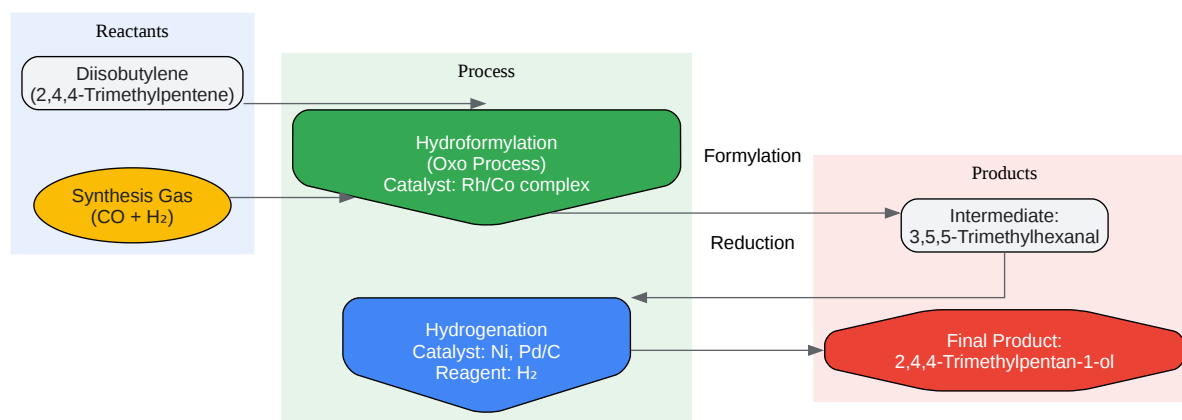 Reactants
Diisobutylene
(2,4,4-Trimethylpentene)
Synthesis Gas
(CO + H₂)
Process
Hydroformylation
(Oxo Process)
Catalyst: Rh/Co complex
Hydrogenation
Catalyst: Ni, Pd/C
Reagent: H₂
Formylation
Reduction
Products
Intermediate:
3,5,5-Trimethylhexanal
Final Product:
2,4,4-Trimethylpentan-1-ol